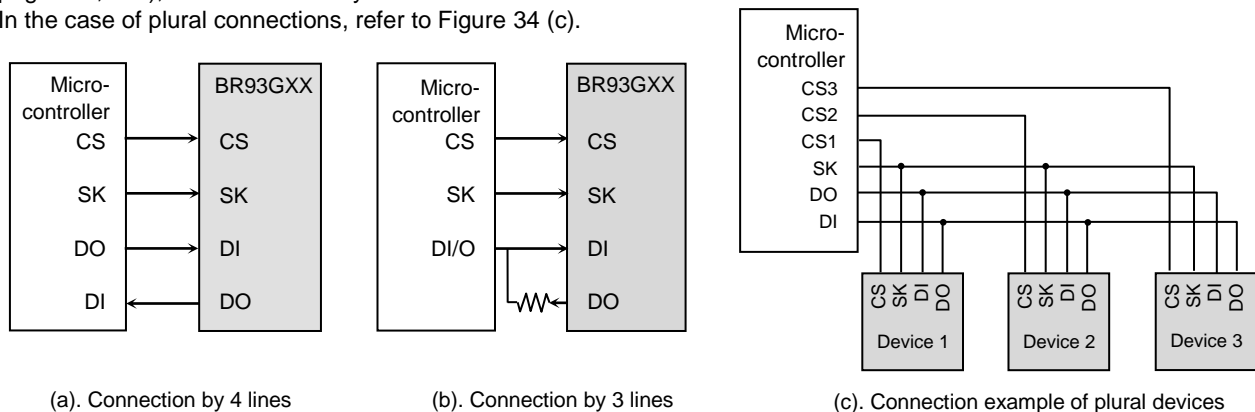 In the case of plural connections, refer to Figure 34 (c).
Micro-
controller
CS
SK
DO
DI
BR93GXX
CS
SK
DI
DO
(a). Connection by 4 lines
Micro-
controller
CS
SK
DI/O
BR93GXX
CS
SK
DI
DO
(b). Connection by 3 lines
Micro-
controller
CS3
CS2
CS1
SK
DO
DI
CS
SK
DI
DO
Device 1
CS
SK
DI
DO
Device 2
CS
SK
DI
DO
Device 3
(c). Connection example of plural devices